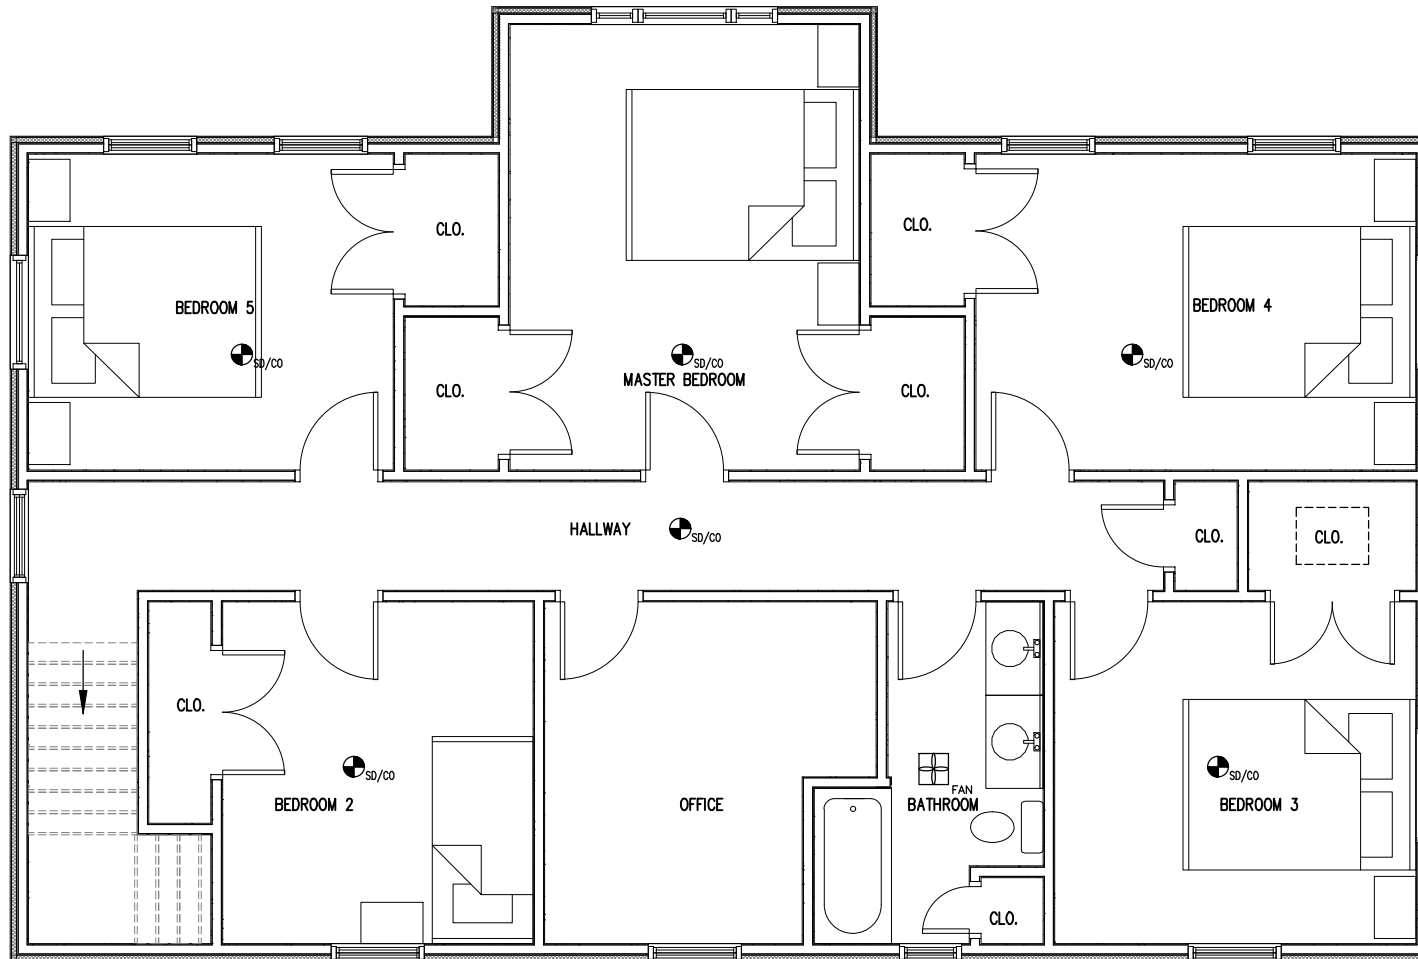 CLO.
CLO.
BEDROOM 5
BEDROOM 4
SD/CO
SD/CO
SD/CO
MASTER BEDROOM
CLO.
CLO.
HALLWAY
SD/CO
CLO.
CLO.
CLO.
SD/CO
SD/CO
FAN
BEDROOM 2
OFFICE
BATHROOM
BEDROOM 3
CLO.